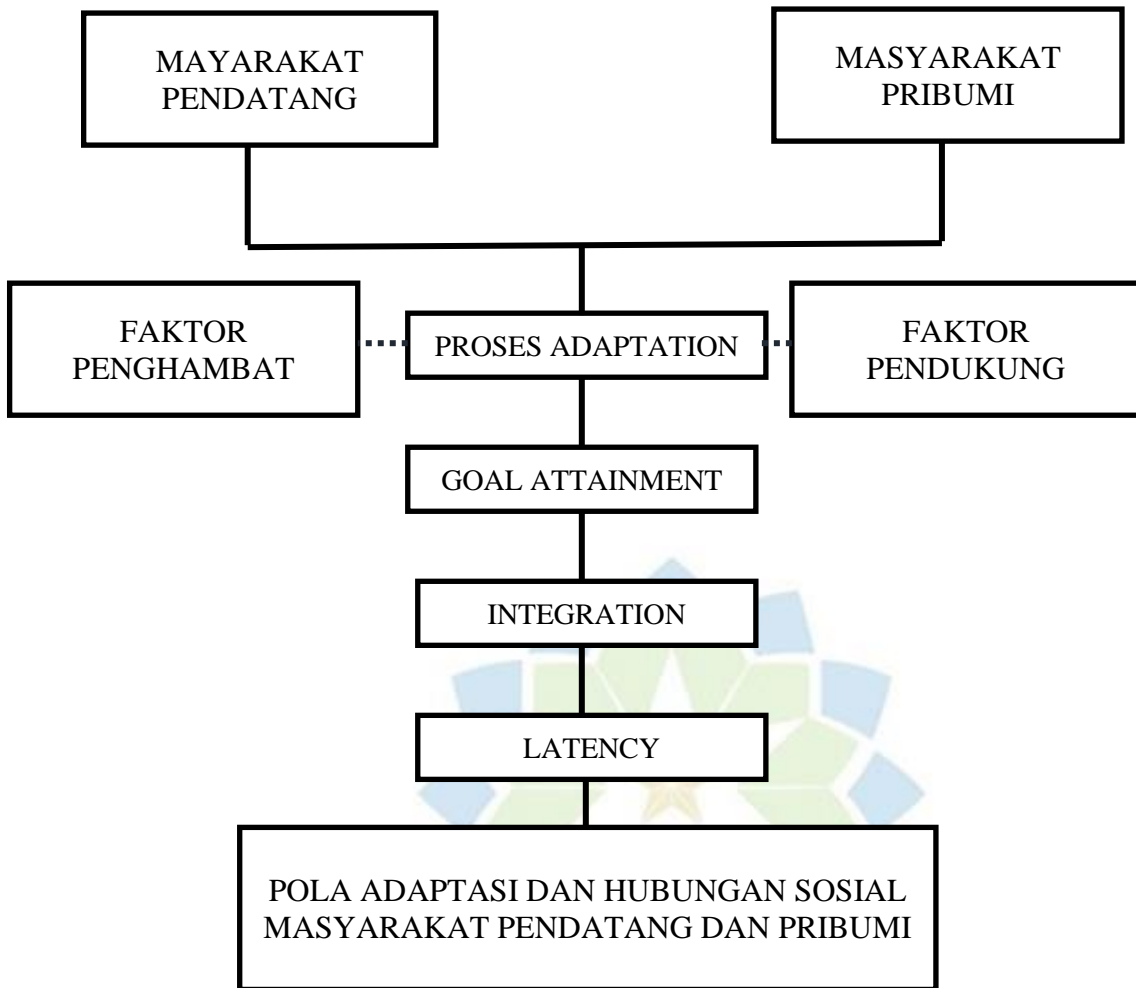 MAYARAKAT
PENDATANG
MASYARAKAT
PRIBUMI
FAKTOR
PENGHAMBAT
PROSES ADAPTATION
FAKTOR
PENDUKUNG
GOAL ATTAINMENT
INTEGRATION
LATENCY
POLA ADAPTASI DAN HUBUNGAN SOSIAL
MASYARAKAT PENDATANG DAN PRIBUMI